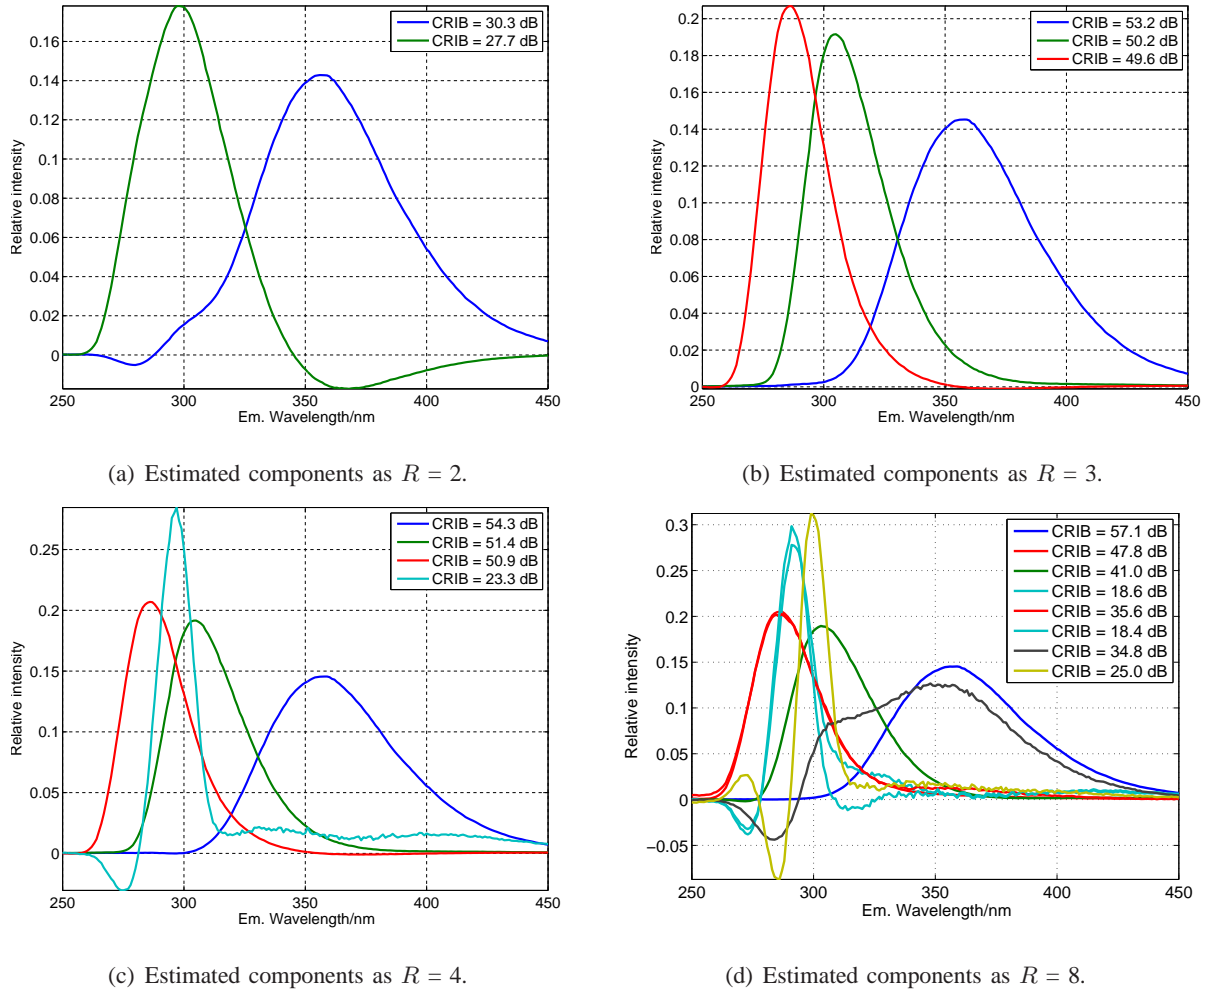 CRIB = 30.3 dB
CRIB = 27.7 dB
0.16
0.14
0.12
0.1
0.08
0.06
0.04
0.02
0
Relative intensity
250 300 350 400 450
Em. Wavelength/nm
(a) Estimated components as R = 2.
CRIB = 53.2 dB
CRIB = 50.2 dB
CRIB = 49.6 dB
0.2
0.18
0.16
0.14
0.12
0.1
0.08
0.06
0.04
0.02
0
Relative intensity
250 300 350 400 450
Em. Wavelength/nm
(b) Estimated components as R = 3.
CRIB = 54.3 dB
CRIB = 51.4 dB
CRIB = 50.9 dB
CRIB = 23.3 dB
0.25
0.2
0.15
0.1
0.05
0
Relative intensity
250 300 350 400 450
Em. Wavelength/nm
(c) Estimated components as R = 4.
CRIB = 57.1 dB
CRIB = 47.8 dB
CRIB = 41.0 dB
CRIB = 18.6 dB
CRIB = 35.6 dB
CRIB = 18.4 dB
CRIB = 34.8 dB
CRIB = 25.0 dB
0.3
0.25
0.2
0.15
0.1
0.05
0
−0.05
Relative intensity
250 300 350 400 450
Em. Wavelength/nm
(d) Estimated components as R = 8.